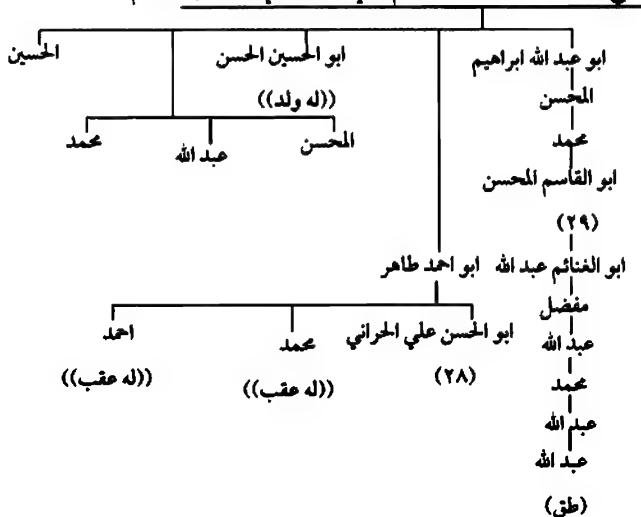 ابو عبد الله ابراهيم
ابو الحسين الحسن
الحسين
((له ولد))
المحسن
المحسن
عبد الله
محمد
محمد
ابو القاسم المحسن
(٢٩)
ابو الغنائم عبد الله
ابو احمد طاهر
مفضل
ابو الحسن علي الحراني
محمد
احمد
عبد الله
(٢٨)
((له عقب))
((له عقب))
محمد
عبد الله
عبد الله
(طق)